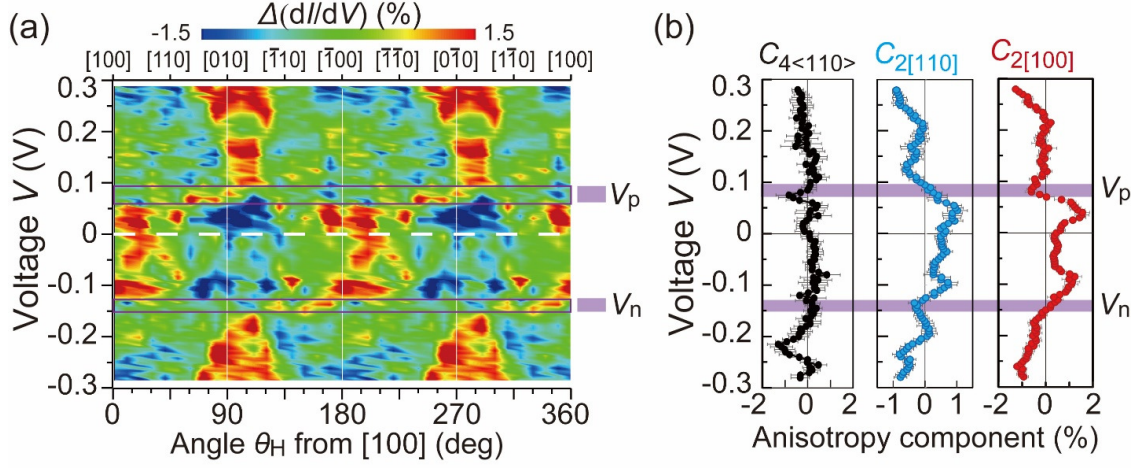 (a)
Δ(dI/dV) (%)
-1.5 1.5
[100] [110] [010] [1̄10] [1̄00] [1̄1̄0] [01̄0] [11̄0] [100]
Voltage V (V)
0.3
0.2
0.1
0
-0.1
-0.2
-0.3
Vp
Vn
0 90 180 270 360
Angle θH from [100] (deg)
(b)
C4<110> C2[110] C2[100]
Voltage V (V)
0.3
0.2
0.1
0
-0.1
-0.2
-0.3
Vp
Vn
-2 0 2 -1 0 1 -2 0 2
Anisotropy component (%)